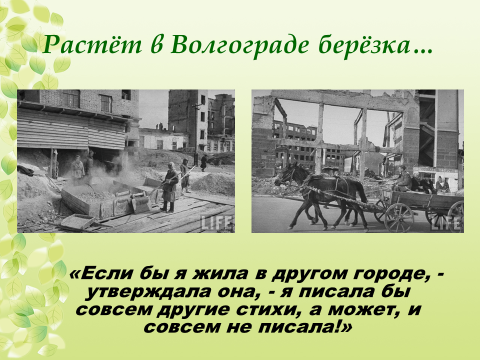 Растёт в Волгограде берёзка…
LIFE
LIFE
«Если бы я жила в другом городе, -
утверждала она, - я писала бы
совсем другие стихи, а может, и
совсем не писала!»